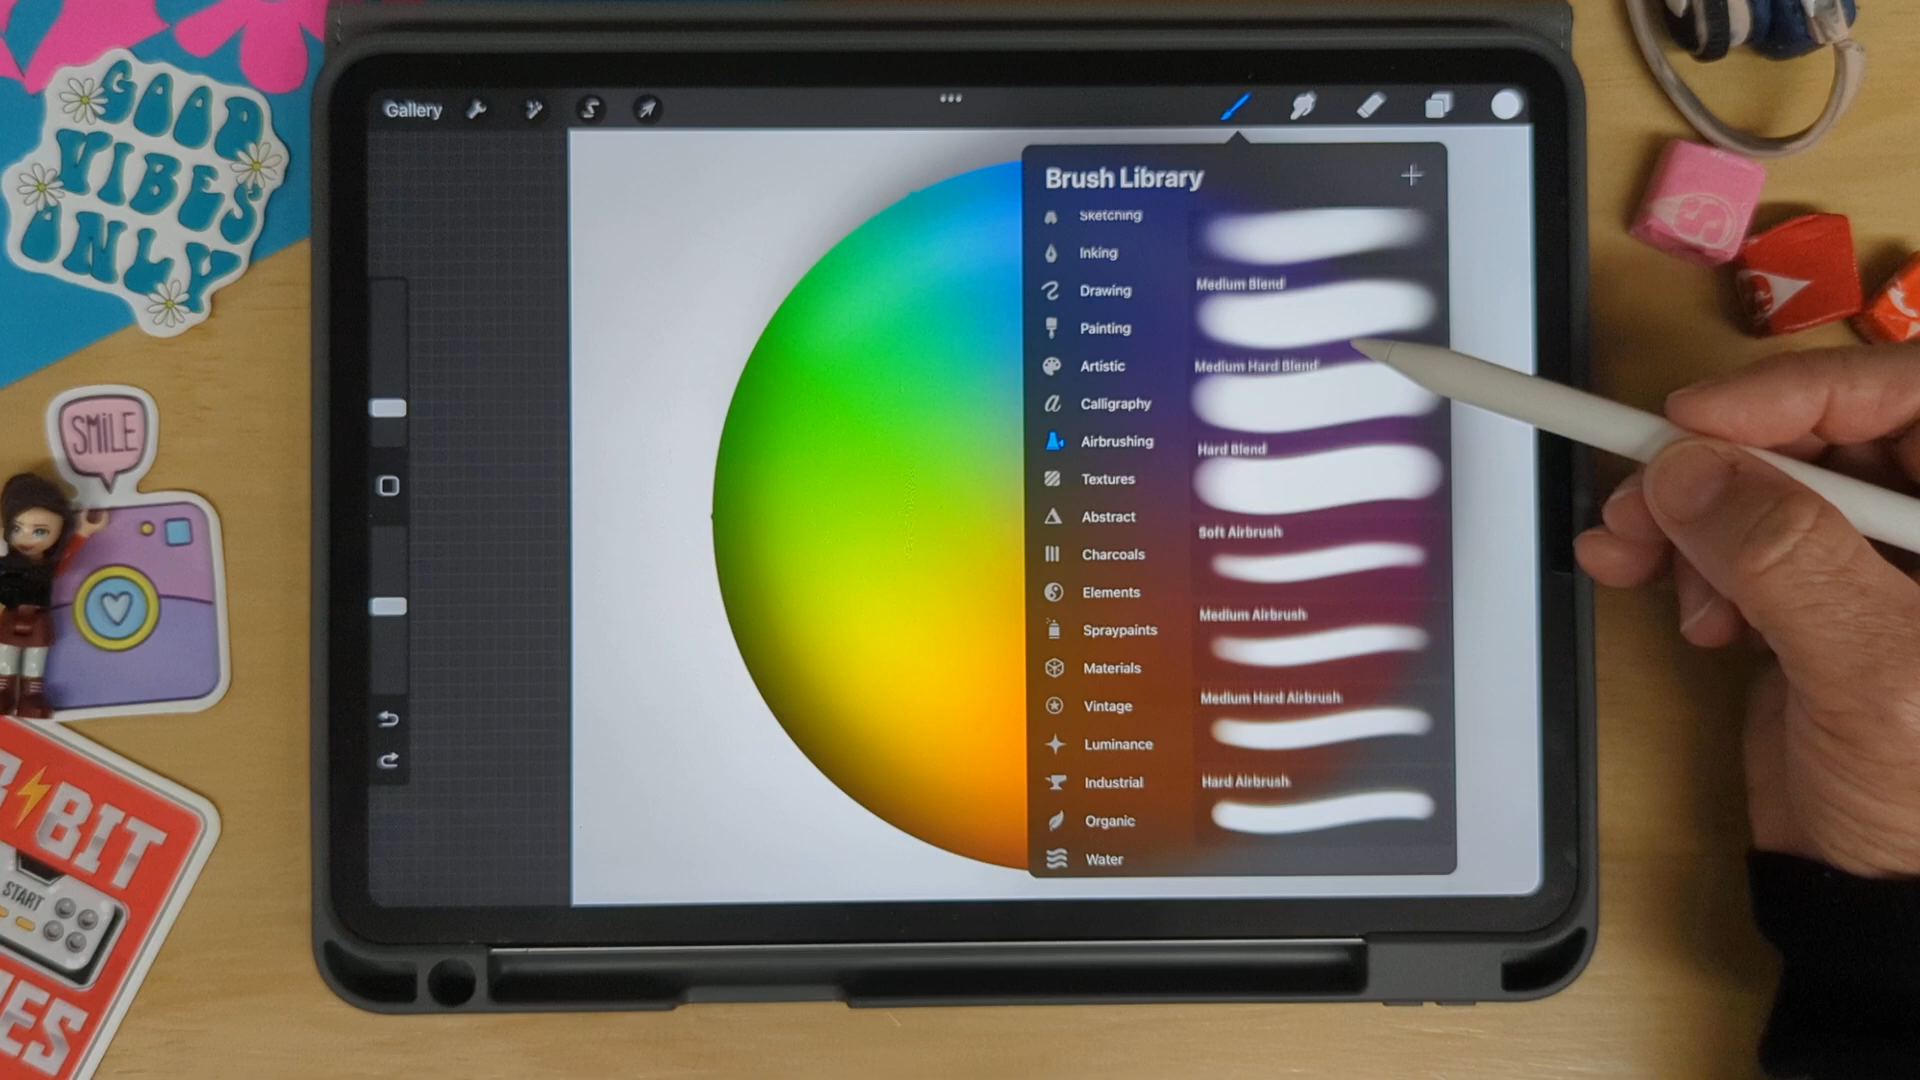 GOOD
VIBES
ONLY
SMiLE
BIT
START
Gallery
Brush Library
Sketching
Inking
Drawing
Painting
Artistic
Calligraphy
Airbrushing
Textures
Abstract
Charcoals
Elements
Spraypaints
Materials
Vintage
Luminance
Industrial
Organic
Water
Medium Blend
Medium Hard Blend
Hard Blend
Soft Airbrush
Medium Airbrush
Medium Hard Airbrush
Hard Airbrush